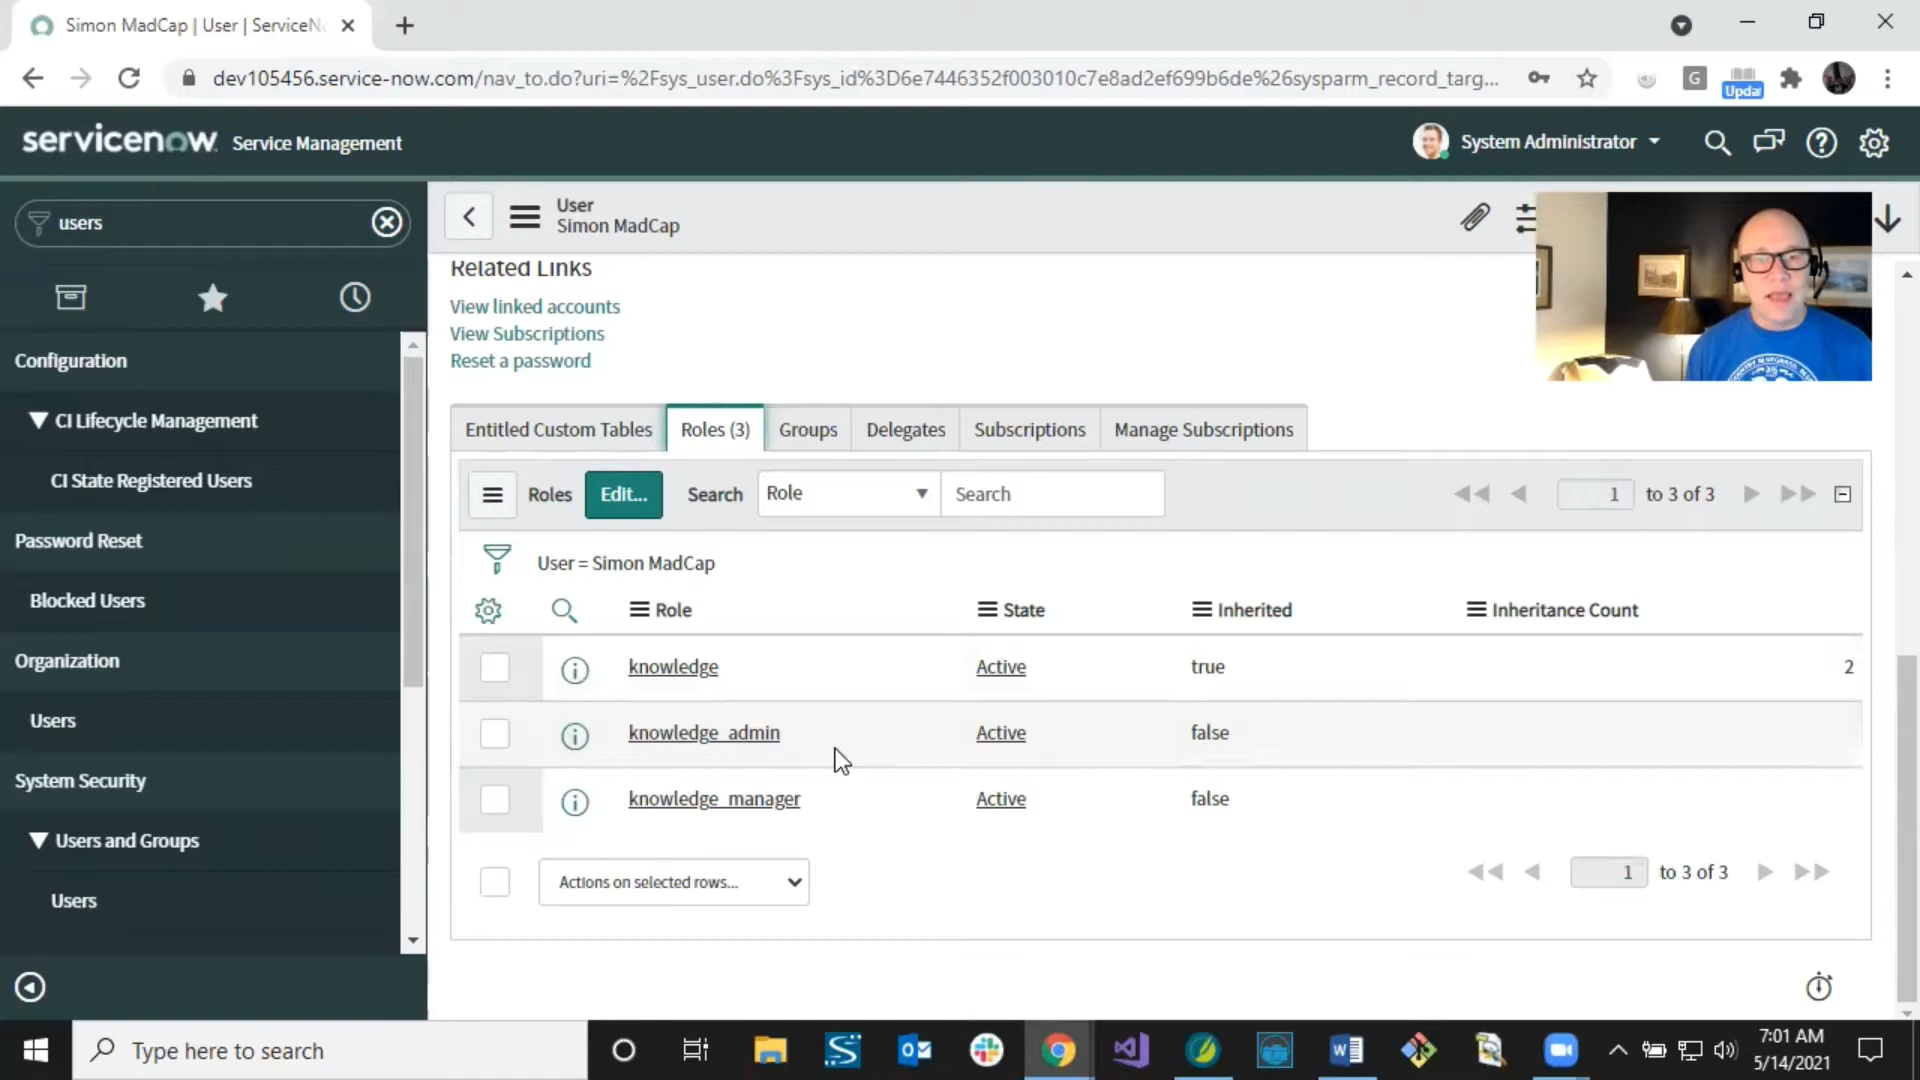 Simon MadCap | User | ServiceN
dev105456.service-now.com/nav_to.do?uri=%2Fsys_user.do%3Fsys_id%3D6e7446352f003010c7e8ad2ef699b6de%26sysparm_record_targ...
G
Updat
servicenow Service Management
System Administrator
users
User
Simon MadCap
Related Links
View linked accounts
View Subscriptions
Reset a password
Configuration
CI Lifecycle Management
CI State Registered Users
Password Reset
Blocked Users
Organization
Users
System Security
Users and Groups
Users
Entitled Custom Tables
Roles (3)
Groups
Delegates
Subscriptions
Manage Subscriptions
Roles
Edit...
Search
Role
Search
1 to 3 of 3
User = Simon MadCap
Role State Inherited Inheritance Count
knowledge Active true 2
knowledge_admin Active false
knowledge_manager Active false
Actions on selected rows...
1 to 3 of 3
Type here to search
7:01 AM
5/14/2021